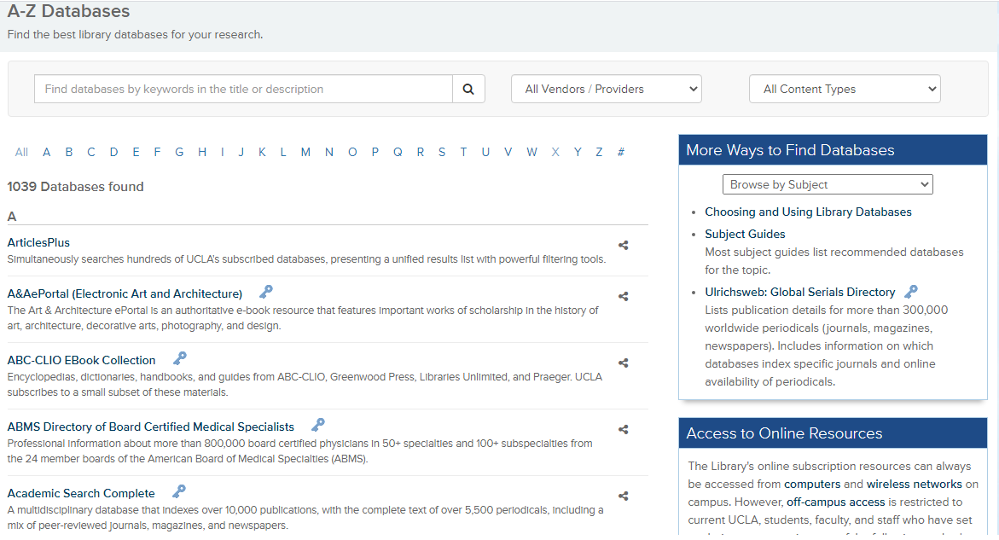 A-Z Databases
Find the best library databases for your research.
Find databases by keywords in the title or description
All Vendors / Providers
All Content Types
All A B C D E F G H I J K L M N O P Q R S T U V W X Y Z #
1039 Databases found
A
ArticlesPlus
Simultaneously searches hundreds of UCLA's subscribed databases, presenting a unified results list with powerful filtering tools.
A&AePortal (Electronic Art and Architecture)
The Art & Architecture ePortal is an authoritative e-book resource that features important works of scholarship in the history of
art, architecture, decorative arts, photography, and design.
ABC-CLIO EBook Collection
Encyclopedias, dictionaries, handbooks, and guides from ABC-CLIO, Greenwood Press, Libraries Unlimited, and Praeger. UCLA
subscribes to a small subset of these materials.
ABMS Directory of Board Certified Medical Specialists
Professional information about more than 800,000 board certified physicians in 50+ specialties and 100+ subspecialties from
the 24 member boards of the American Board of Medical Specialties (ABMS).
Academic Search Complete
A multidisciplinary database that indexes over 10,000 publications, with the complete text of over 5,500 periodicals, including a
mix of peer-reviewed journals, magazines, and newspapers.
More Ways to Find Databases
Browse by Subject
• Choosing and Using Library Databases
• Subject Guides
Most subject guides list recommended databases
for the topic.
• Ulrichsweb: Global Serials Directory
Lists publication details for more than 300,000
worldwide periodicals (journals, magazines,
newspapers). Includes information on which
databases index specific journals and online
availability of periodicals.
Access to Online Resources
The Library's online subscription resources can always
be accessed from computers and wireless networks on
campus. However, off-campus access is restricted to
current UCLA, students, faculty, and staff who have set